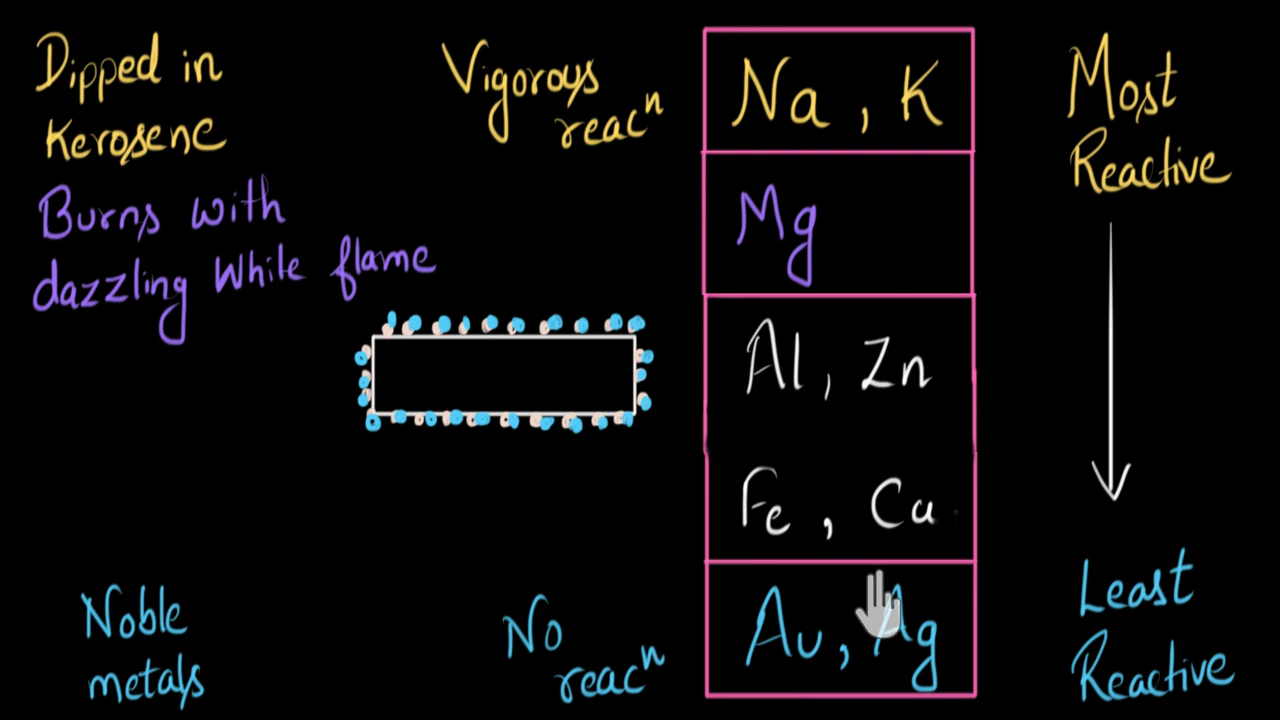 Dipped in
Kerosene
Vigorous
reacⁿ
Na, K
Most
Reactive
Burns with
dazzling White flame
Mg
Al, Zn
Fe, Cu
Noble
metals
No
reacⁿ
Au, Ag
Least
Reactive